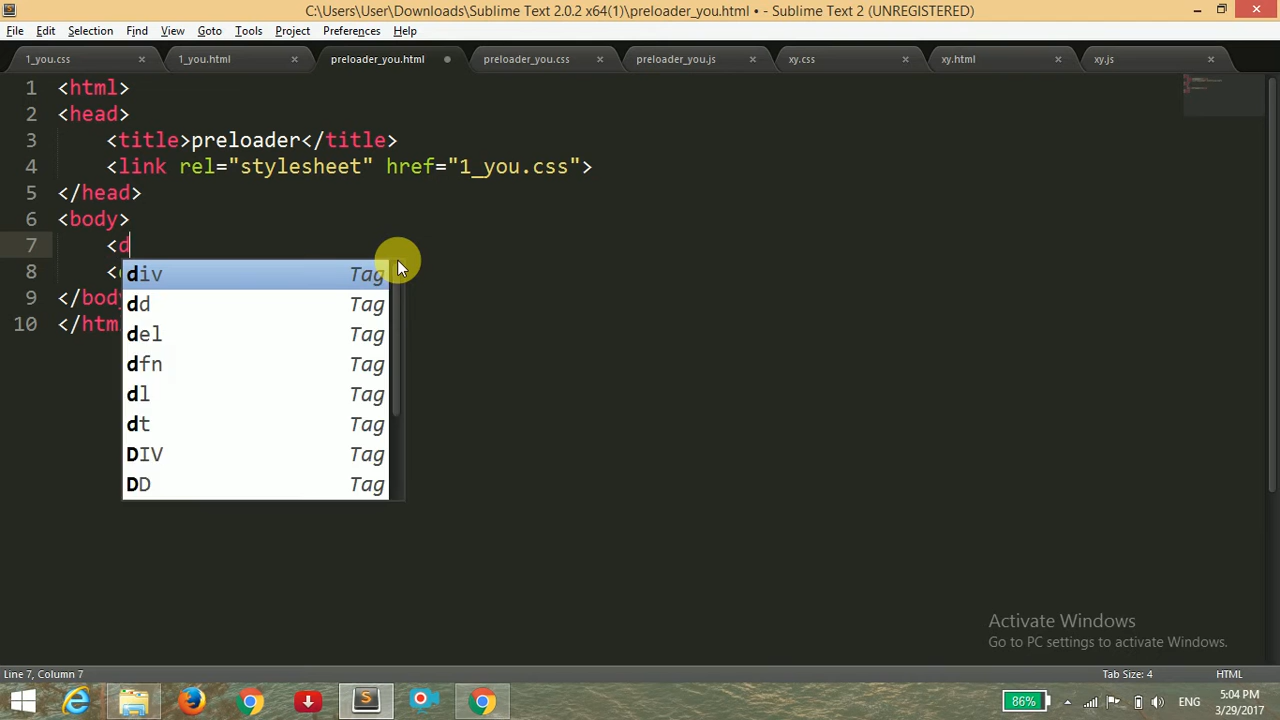 C:\Users\User\Downloads\Sublime Text 2.0.2 x64(1)\preloader_you.html • - Sublime Text 2 (UNREGISTERED)
File Edit Selection Find View Goto Tools Project Preferences Help
1_you.css 1_you.html preloader_you.html preloader_you.css preloader_you.js xy.css xy.html xy.js
1 <html>
2 <head>
3 <title>preloader</title>
4 <link rel="stylesheet" href="1_you.css">
5 </head>
6 <body>
7 <d
8 <
9 </body
10 </htm
div Tag
dd Tag
del Tag
dfn Tag
dl Tag
dt Tag
DIV Tag
DD Tag
Activate Windows
Go to PC settings to activate Windows.
Line 7, Column 7 Tab Size: 4 HTML
86% ENG 5:04 PM
3/29/2017